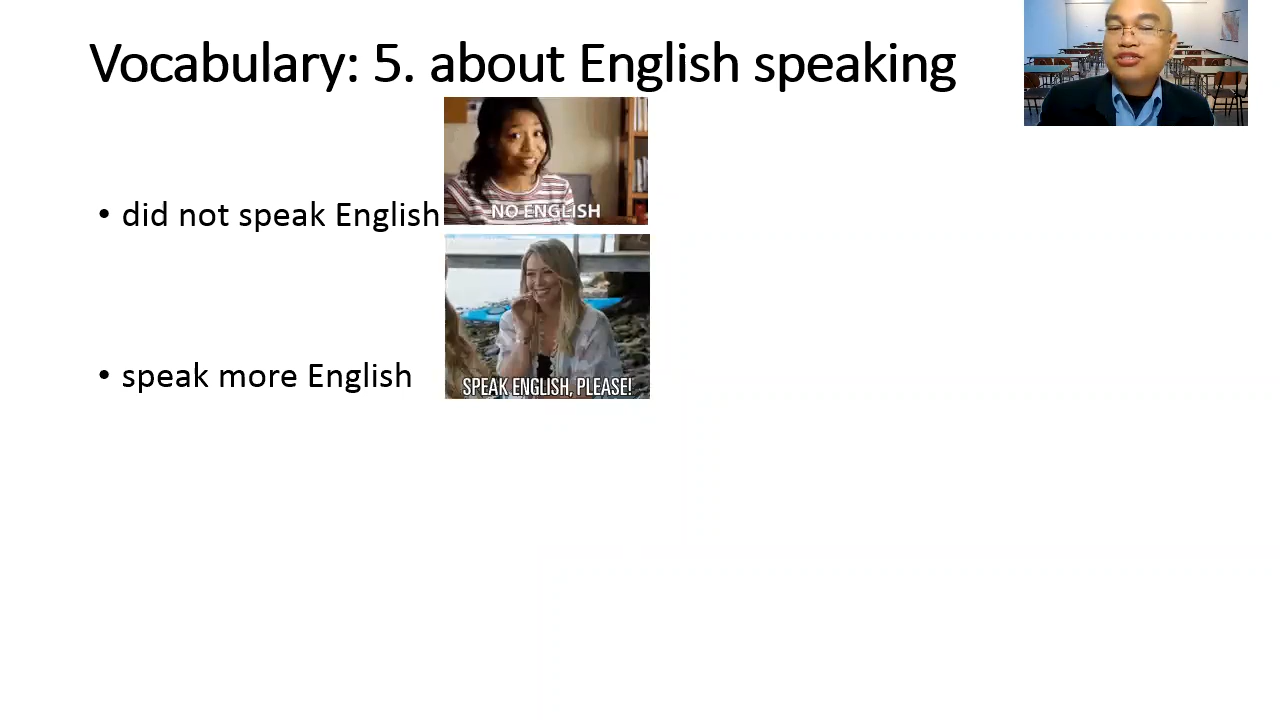 Vocabulary: 5. about English speaking
• did not speak English
NO ENGLISH
• speak more English
SPEAK ENGLISH, PLEASE!